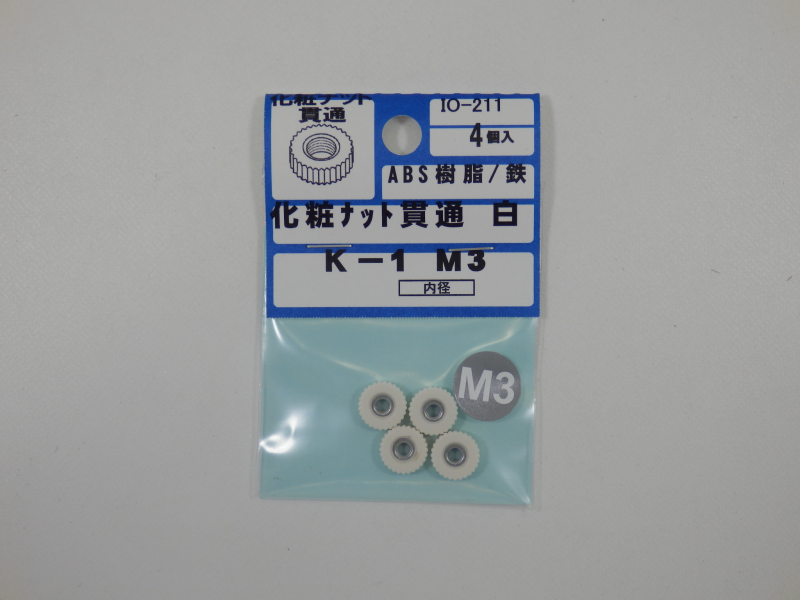 化粧ナット
貫通
IO-211
4個入
ABS樹脂/鉄
化粧ナット貫通 白
K-1 M3
内径
M3